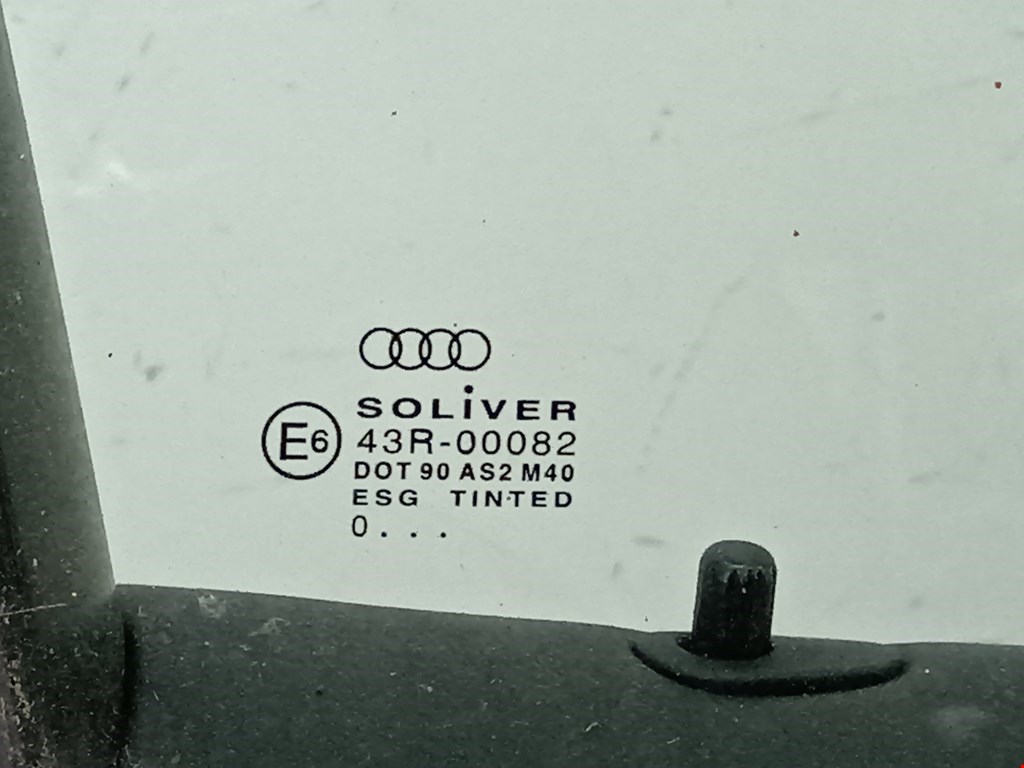 SOLiVER
E6 43R-00082
DOT 90 AS2 M40
ESG TINTED
0...